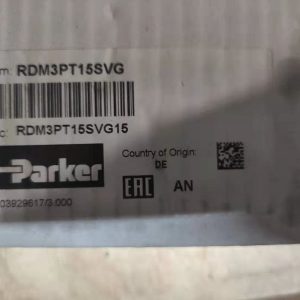 m: RDM3PT15SVG
c: RDM3PT15SVG15
Parker
Country of Origin:
DE
EAC AN
03929617/3.000